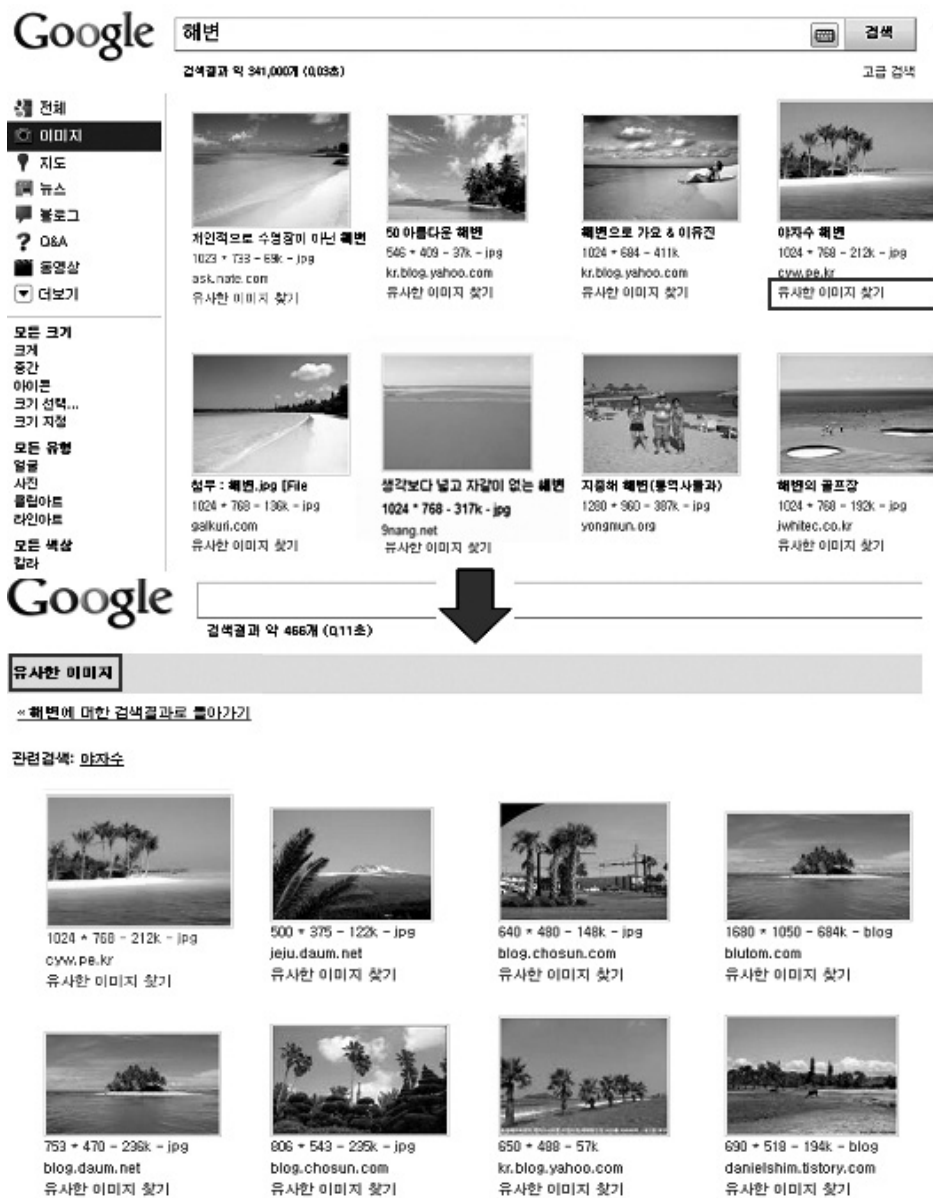 Google
해변
검색
검색결과 약 341,000개 (0.03초)
고급 검색
전체
이미지
지도
뉴스
블로그
Q&A
동영상
더보기
모든 크기
크게
중간
아이콘
크기 선택...
크기 지정
모든 유형
얼굴
사진
클립아트
라인아트
모든 색상
칼라
개인적으로 수영장이 아닌 해변
1023 * 733 - 69k - jpg
ask.nate.com
유사한 이미지 찾기
50 아름다운 해변
546 * 409 - 37k - jpg
kr.blog.yahoo.com
유사한 이미지 찾기
해변으로 가요 & 이유진
1024 * 684 - 411k
kr.blog.yahoo.com
유사한 이미지 찾기
야자수 해변
1024 * 768 - 212k - jpg
cyw.pe.kr
유사한 이미지 찾기
첨부 : 해변.jpg [File
1024 * 768 - 136k - jpg
galkuri.com
유사한 이미지 찾기
생각보다 넓고 자갈이 없는 해변
1024 * 768 - 317k - jpg
9nang.net
유사한 이미지 찾기
지중해 해변(통역사들과)
1280 * 960 - 387k - jpg
yongmun.org
해변의 골프장
1024 * 768 - 192k - jpg
jwhitec.co.kr
유사한 이미지 찾기
Google
검색결과 약 466개 (0.11초)
유사한 이미지
« 해변에 대한 검색결과로 돌아가기
관련검색: 야자수
1024 * 768 - 212k - jpg
cyw.pe.kr
유사한 이미지 찾기
500 * 375 - 122k - jpg
jeju.daum.net
유사한 이미지 찾기
640 * 480 - 148k - jpg
blog.chosun.com
유사한 이미지 찾기
1680 * 1050 - 684k - blog
blutom.com
유사한 이미지 찾기
753 * 470 - 236k - jpg
blog.daum.net
유사한 이미지 찾기
806 * 543 - 235k - jpg
blog.chosun.com
유사한 이미지 찾기
650 * 488 - 57k
kr.blog.yahoo.com
유사한 이미지 찾기
690 * 518 - 194k - blog
danielshim.tistory.com
유사한 이미지 찾기